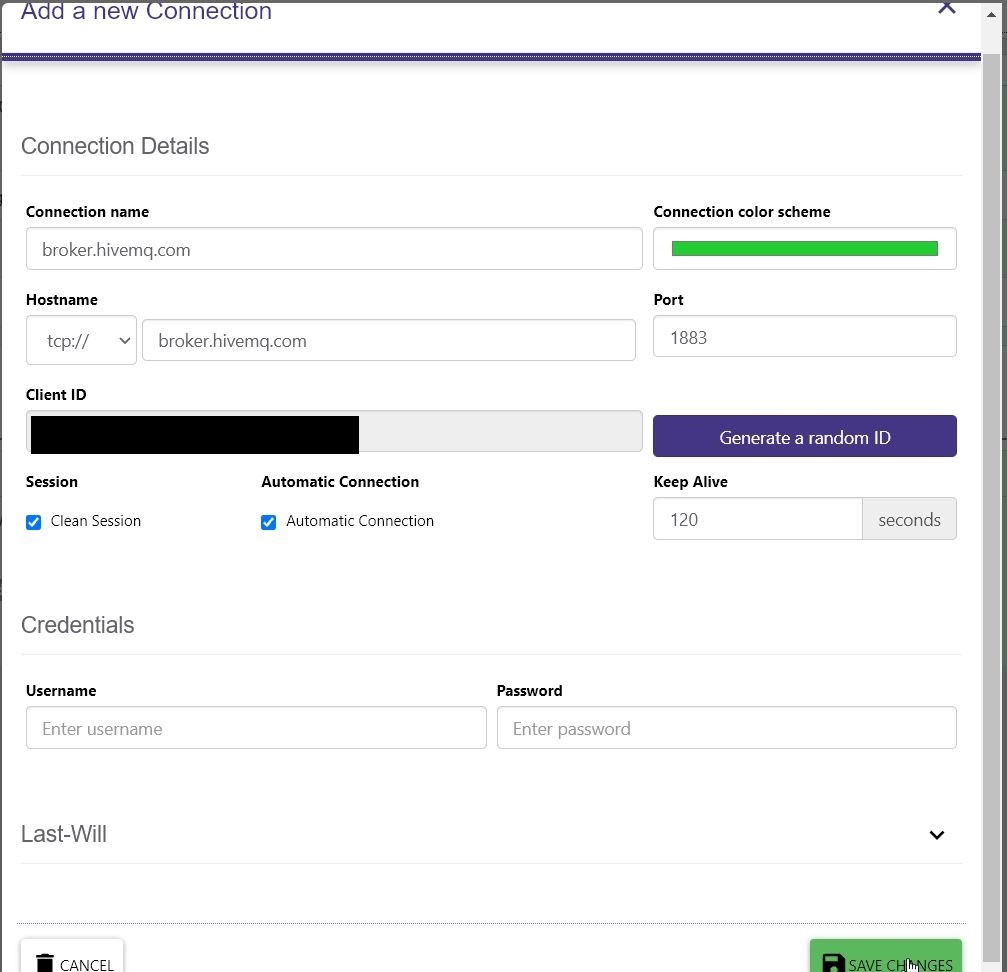 Add a new Connection
Connection Details
Connection name
Connection color scheme
broker.hivemq.com
Hostname
Port
tcp://
broker.hivemq.com
1883
Client ID
Generate a random ID
Session
Automatic Connection
Keep Alive
Clean Session
Automatic Connection
120
seconds
Credentials
Username
Password
Enter username
Enter password
Last-Will
CANCEL
SAVE CHANGES